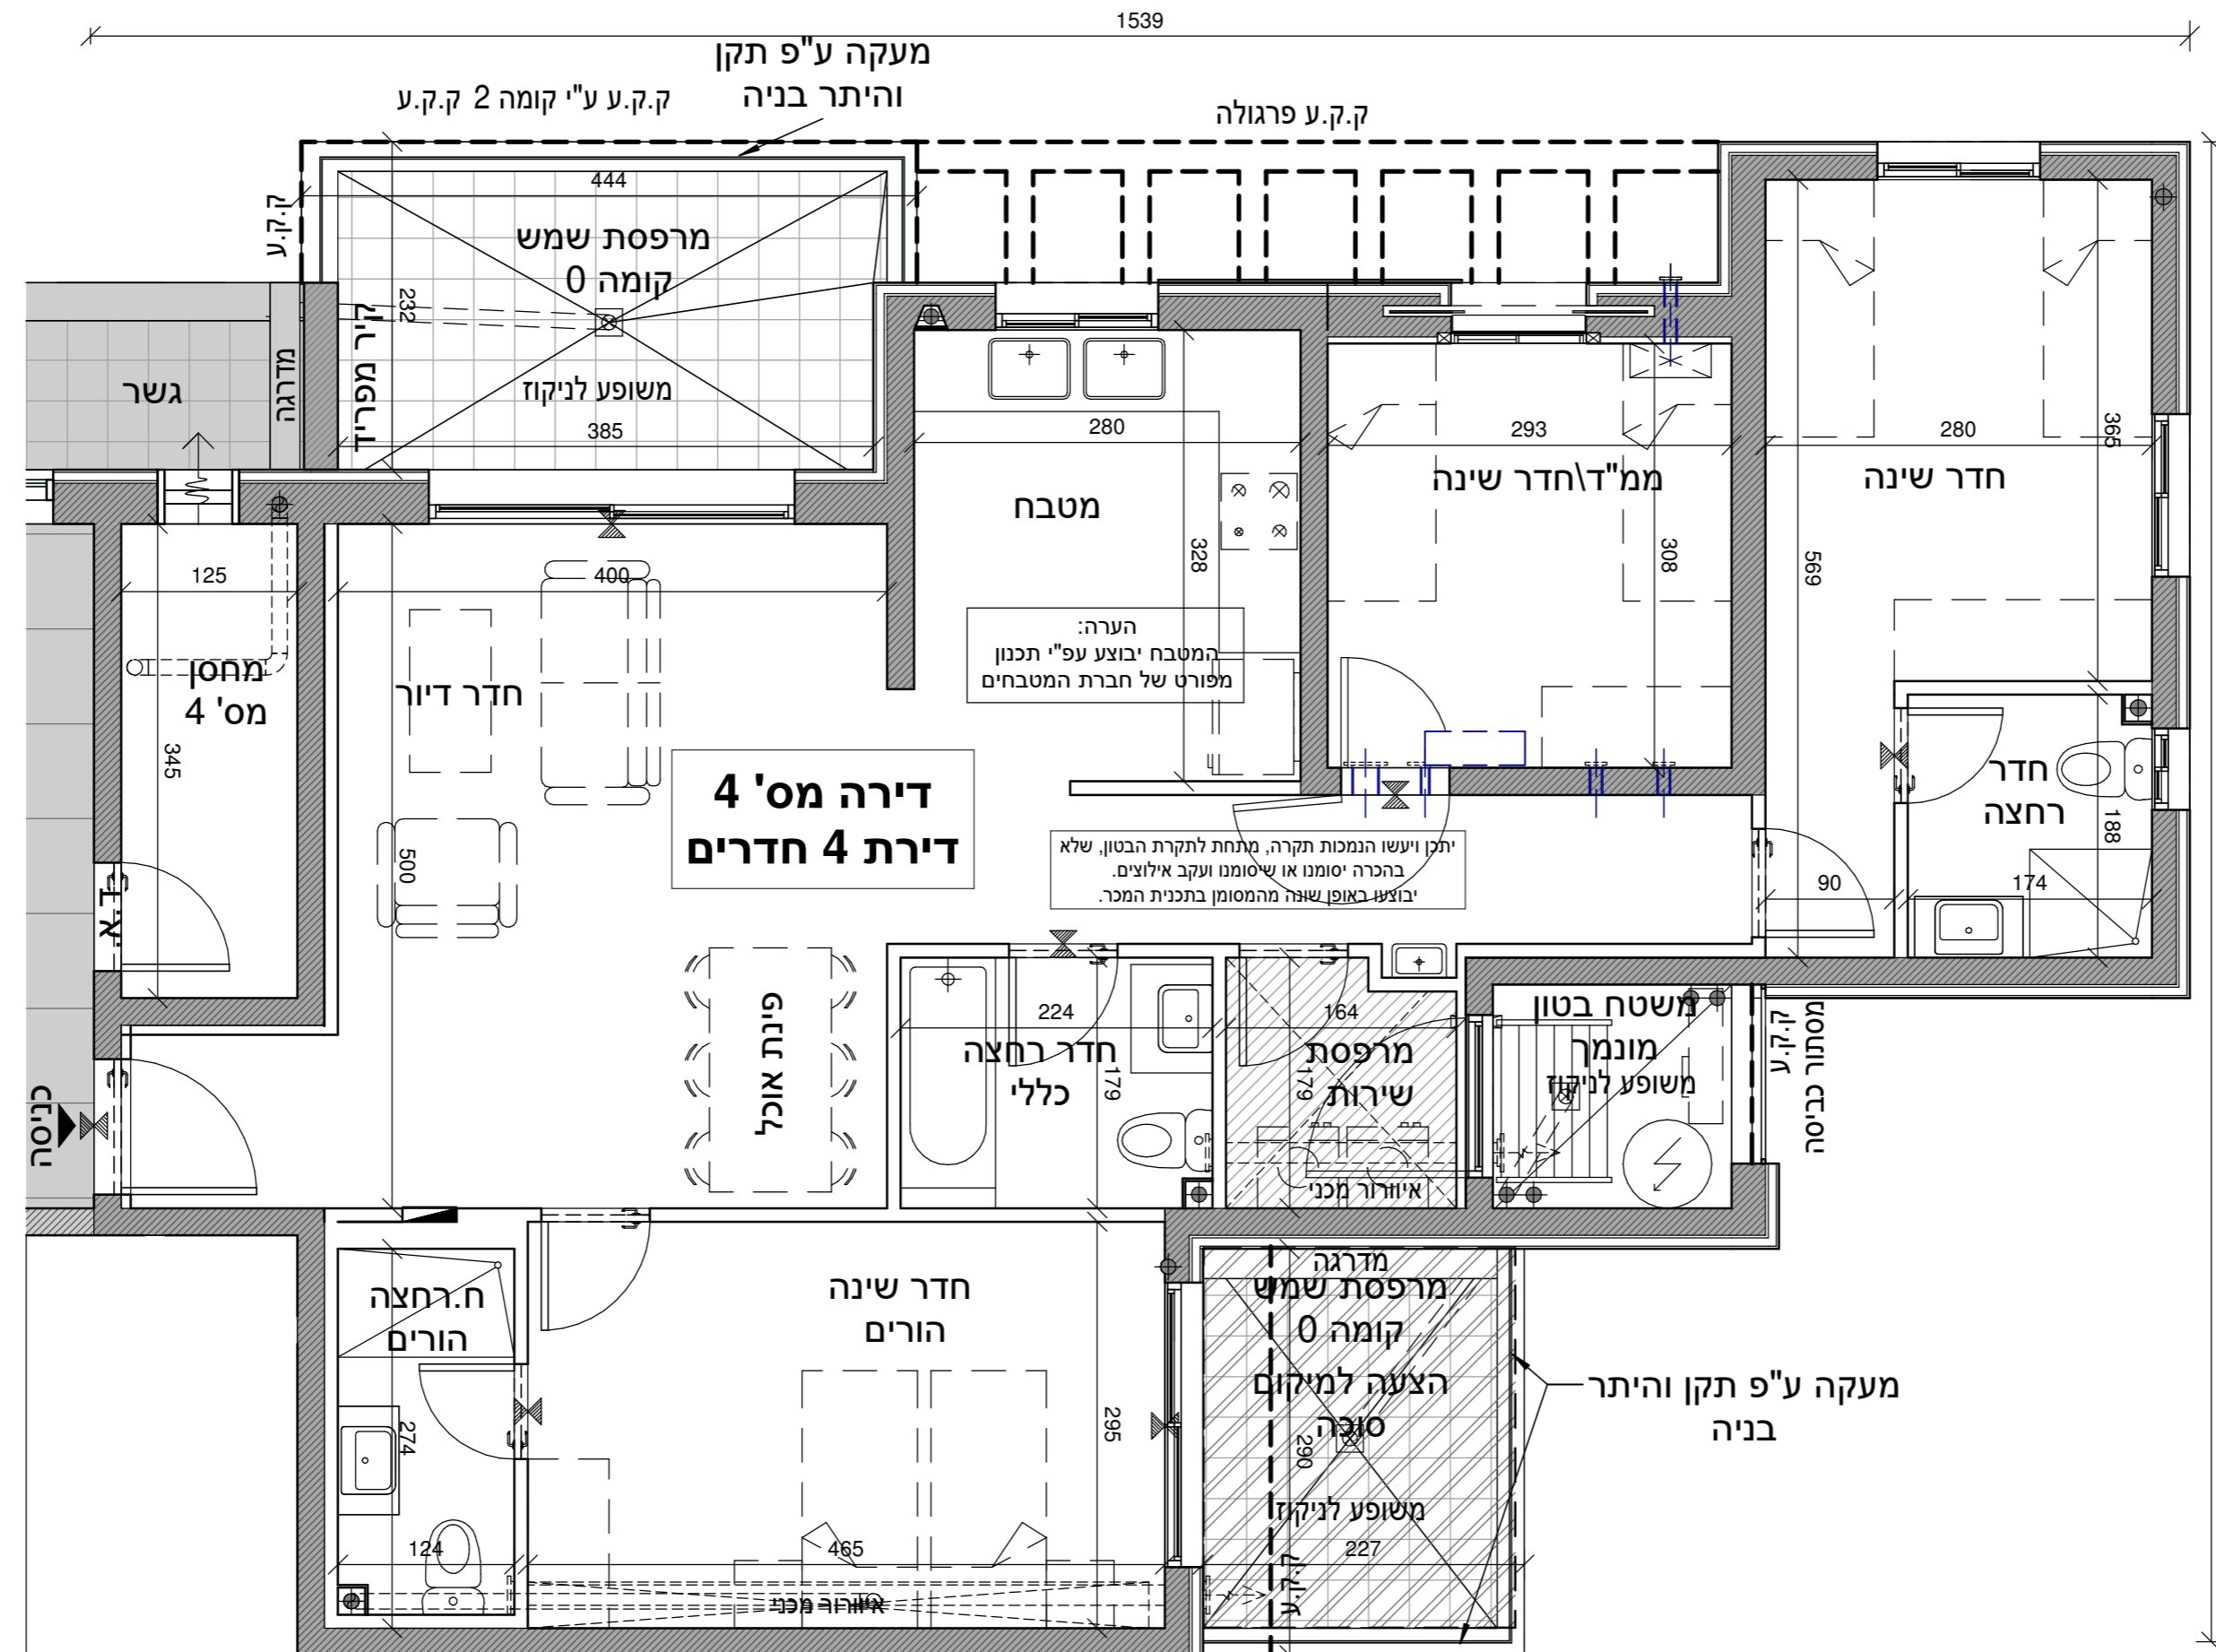 1539
מעקה ע"פ תקן
והיתר בניה
ק.ק.ע ע"י קומה 2 ק.ק.ע
ק.ק.ע פרגולה
ק.ק.ע
444
מרפסת שמש
קומה 0
232
קיר מפריד
משופע לניקוז
385
גשר
מדרגה
280
מטבח
328
293
ממ"ד\חדר שינה
308
280
365
חדר שינה
569
125
מחסן
מס' 4
345
400
חדר דיור
500
הערה:
המטבח יבוצע עפ"י תכנון
מפורט של חברת המטבחים
דירה מס' 4
דירת 4 חדרים
יתכן ויעשו הנמכות תקרה, מתחת לתקרת הבטון, שלא
בהכרה יסומנו או שיסומנו ועקב אילוצים.
יבוצעו באופן שונה מהמסומן בתכנית המכר.
חדר
רחצה
188
90
174
כניסה
פינת אוכל
224
חדר רחצה
כללי
179
164
מרפסת
שירות
179
איוורור מכני
משטח בטון
מונמך
משופע לניקוז
ק.ק.ע
מסתור כביסה
ח.רחצה
הורים
274
124
חדר שינה
הורים
295
465
איוורור מכני
מדרגה
מרפסת שמש
קומה 0
הצעה למיקום
סוכה
290
משופע לניקוז
227
ק.ק.ע
מעקה ע"פ תקן והיתר
בניה